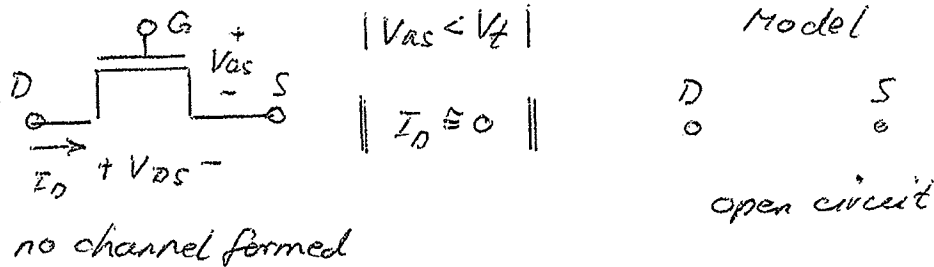 G
+
V_GS
-
D
S
I_D
+ V_DS -
no channel formed
| V_GS < V_t |
‖ I_D ≅ 0 ‖
Model
D S
open circuit